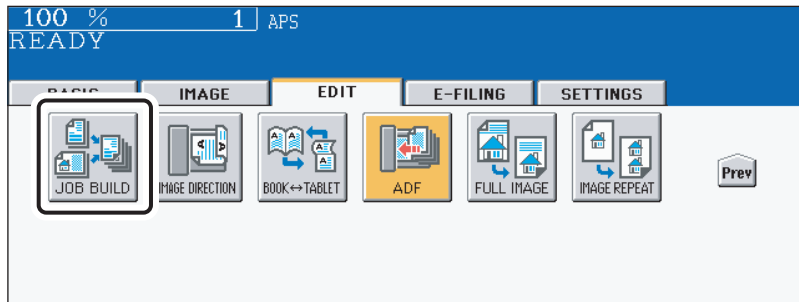 100 % 1 APS
READY
BASIC IMAGE EDIT E-FILING SETTINGS
JOB BUILD IMAGE DIRECTION BOOK↔TABLET ADF FULL IMAGE IMAGE REPEAT Prev